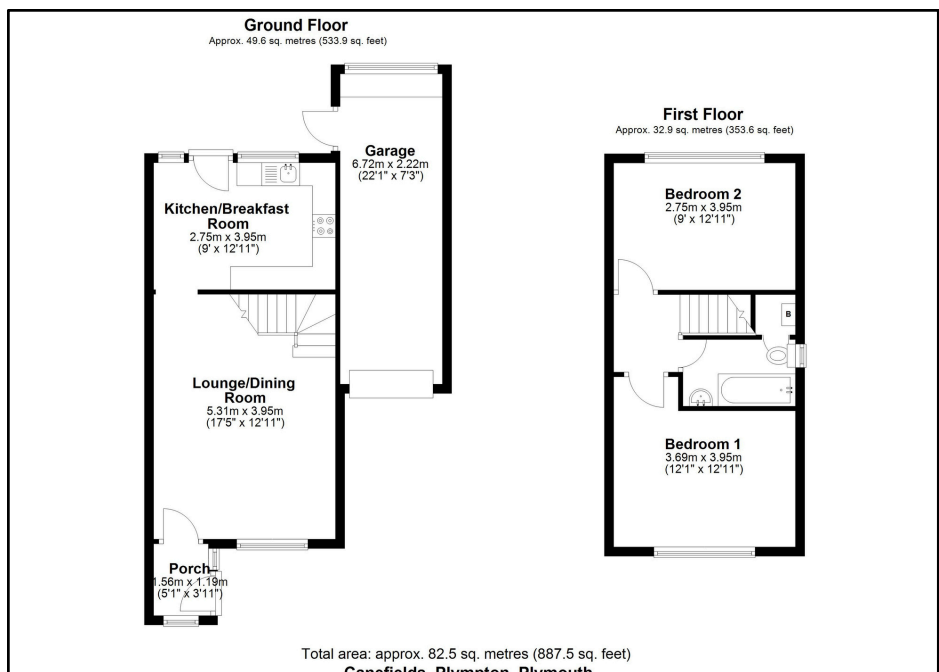 Ground Floor
Approx. 49.6 sq. metres (533.9 sq. feet)
Garage
6.72m x 2.22m
(22'1" x 7'3")
Kitchen/Breakfast
Room
2.75m x 3.95m
(9' x 12'11")
Lounge/Dining
Room
5.31m x 3.95m
(17'5" x 12'11")
Porch
1.56m x 1.19m
(5'1" x 3'11")
First Floor
Approx. 32.9 sq. metres (353.6 sq. feet)
Bedroom 2
2.75m x 3.95m
(9' x 12'11")
B
Bedroom 1
3.69m x 3.95m
(12'1" x 12'11")
Total area: approx. 82.5 sq. metres (887.5 sq. feet)
Plympton, Plymouth